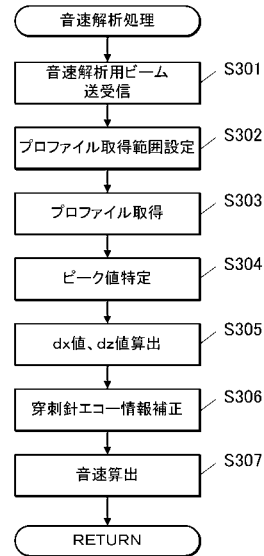 音速解析処理
音速解析用ビーム
送受信
S301
プロファイル取得範囲設定
S302
プロファイル取得
S303
ピーク値特定
S304
dx値、dz値算出
S305
穿刺針エコー情報補正
S306
音速算出
S307
RETURN